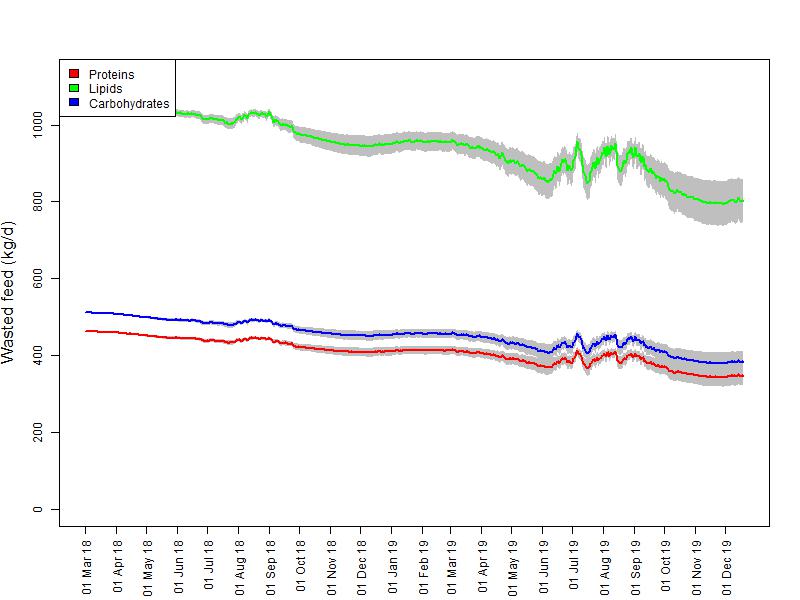 Proteins
Lipids
Carbohydrates
Wasted feed (kg/d)
1000
800
600
400
200
0
01 Mar 18
01 Apr 18
01 May 18
01 Jun 18
01 Jul 18
01 Aug 18
01 Sep 18
01 Oct 18
01 Nov 18
01 Dec 18
01 Jan 19
01 Feb 19
01 Mar 19
01 Apr 19
01 May 19
01 Jun 19
01 Jul 19
01 Aug 19
01 Sep 19
01 Oct 19
01 Nov 19
01 Dec 19